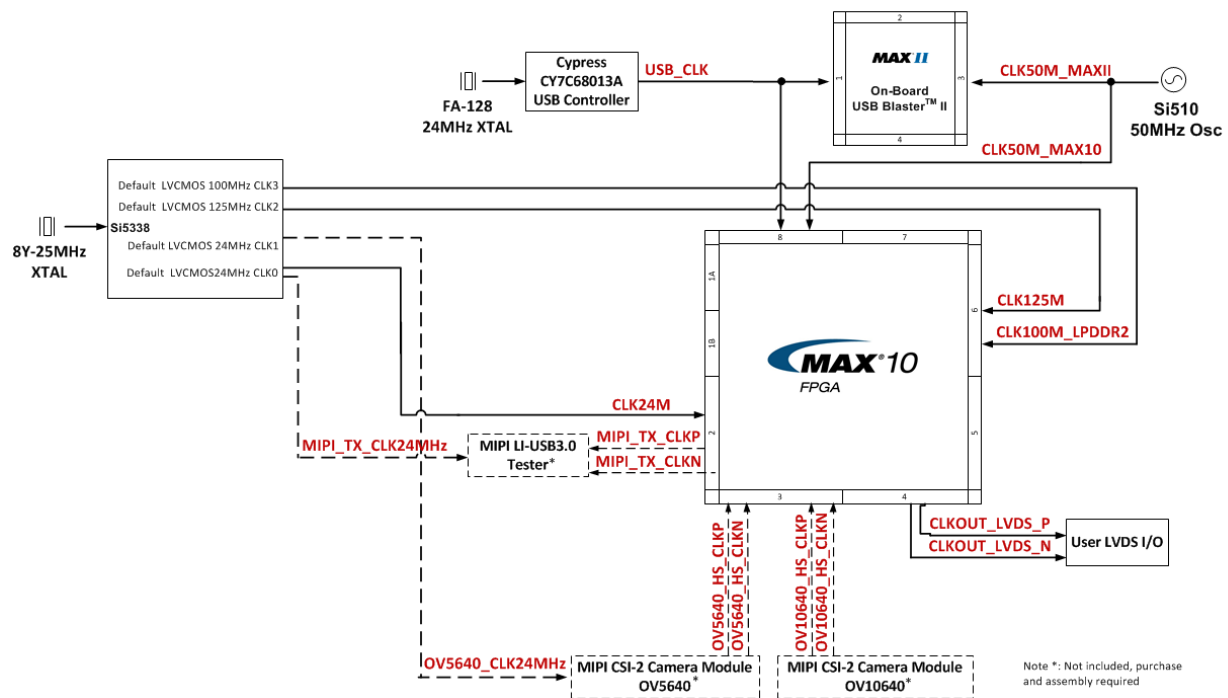 2
Cypress
CY7C68013A
USB Controller
USB_CLK
MAX® II
1
3
On-Board
USB Blaster™ II
4
CLK50M_MAXII
Si510
50MHz Osc
FA-128
24MHz XTAL
CLK50M_MAX10
Default LVCMOS 100MHz CLK3
Default LVCMOS 125MHz CLK2
Si5338
Default LVCMOS 24MHz CLK1
Default LVCMOS24MHz CLK0
8Y-25MHz
XTAL
8
7
1A
1B
6
CLK125M
CLK100M_LPDDR2
MAX® 10
FPGA
CLK24M
2
5
MIPI_TX_CLK24MHz
MIPI LI-USB3.0
Tester*
MIPI_TX_CLKP
MIPI_TX_CLKN
3
4
CLKOUT_LVDS_P
CLKOUT_LVDS_N
User LVDS I/O
OV5640_HS_CLKP
OV5640_HS_CLKN
OV10640_HS_CLKP
OV10640_HS_CLKN
OV5640_CLK24MHz
MIPI CSI-2 Camera Module
OV5640*
MIPI CSI-2 Camera Module
OV10640*
Note *: Not included, purchase
and assembly required